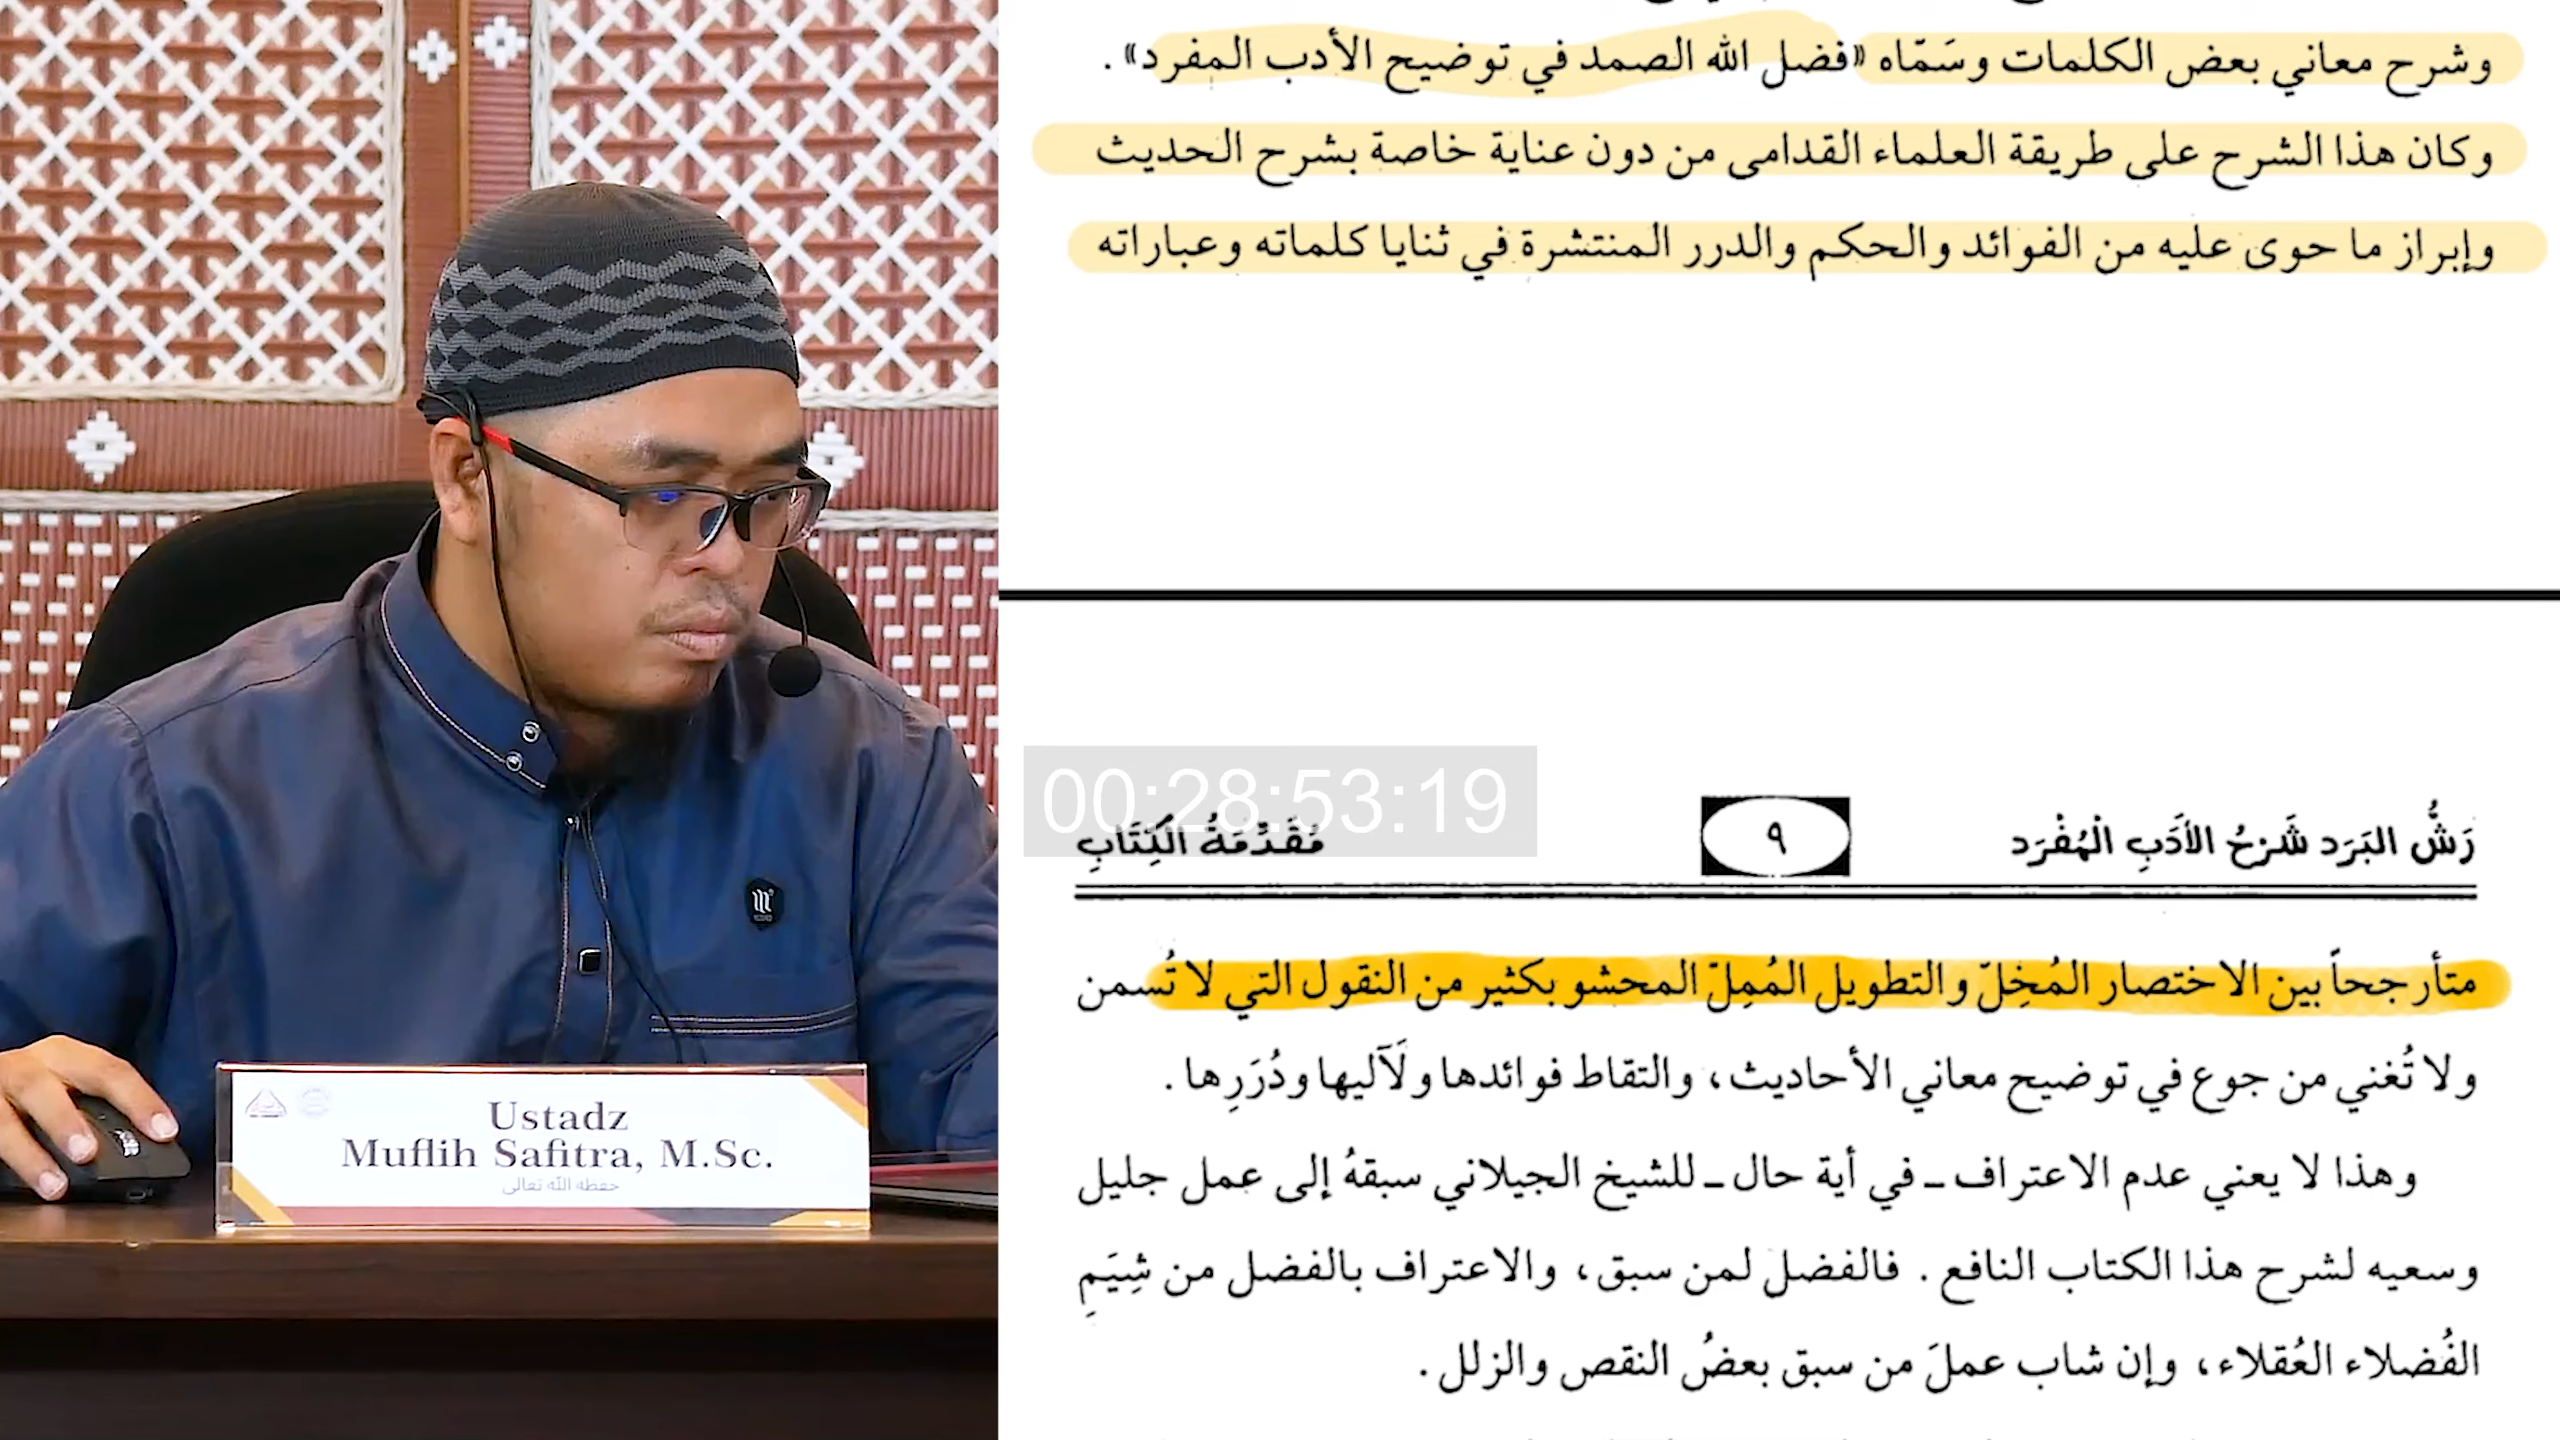 وشرح معاني بعض الكلمات وسَمّاه «فضل الله الصمد في توضيح الأدب المفرد» .
وكان هذا الشرح على طريقة العلماء القدامى من دون عناية خاصة بشرح الحديث
وإبراز ما حوى عليه من الفوائد والحكم والدرر المنتشرة في ثنايا كلماته وعباراته
00:28:53:19
رَشُّ البَرَد شَرْحُ الأَدَبِ الْمُفْرَد ٩ مُقَدِّمَةُ الكِتَابِ
متأرجحاً بين الاختصار المُخِلّ والتطويل المُمِلّ المحشو بكثير من النقول التي لا تُسمن
ولا تُغني من جوع في توضيح معاني الأحاديث، والتقاط فوائدها ولَآليها ودُرَرِها .
وهذا لا يعني عدم الاعتراف ـ في أية حال ـ للشيخ الجيلاني سبقهُ إلى عمل جليل
وسعيه لشرح هذا الكتاب النافع . فالفضل لمن سبق، والاعتراف بالفضل من شِيَمِ
الفُضلاء العُقلاء، وإن شاب عملَ من سبق بعضُ النقص والزلل .
Ustadz
Muflih Safitra, M.Sc.
حفظه الله تعالى